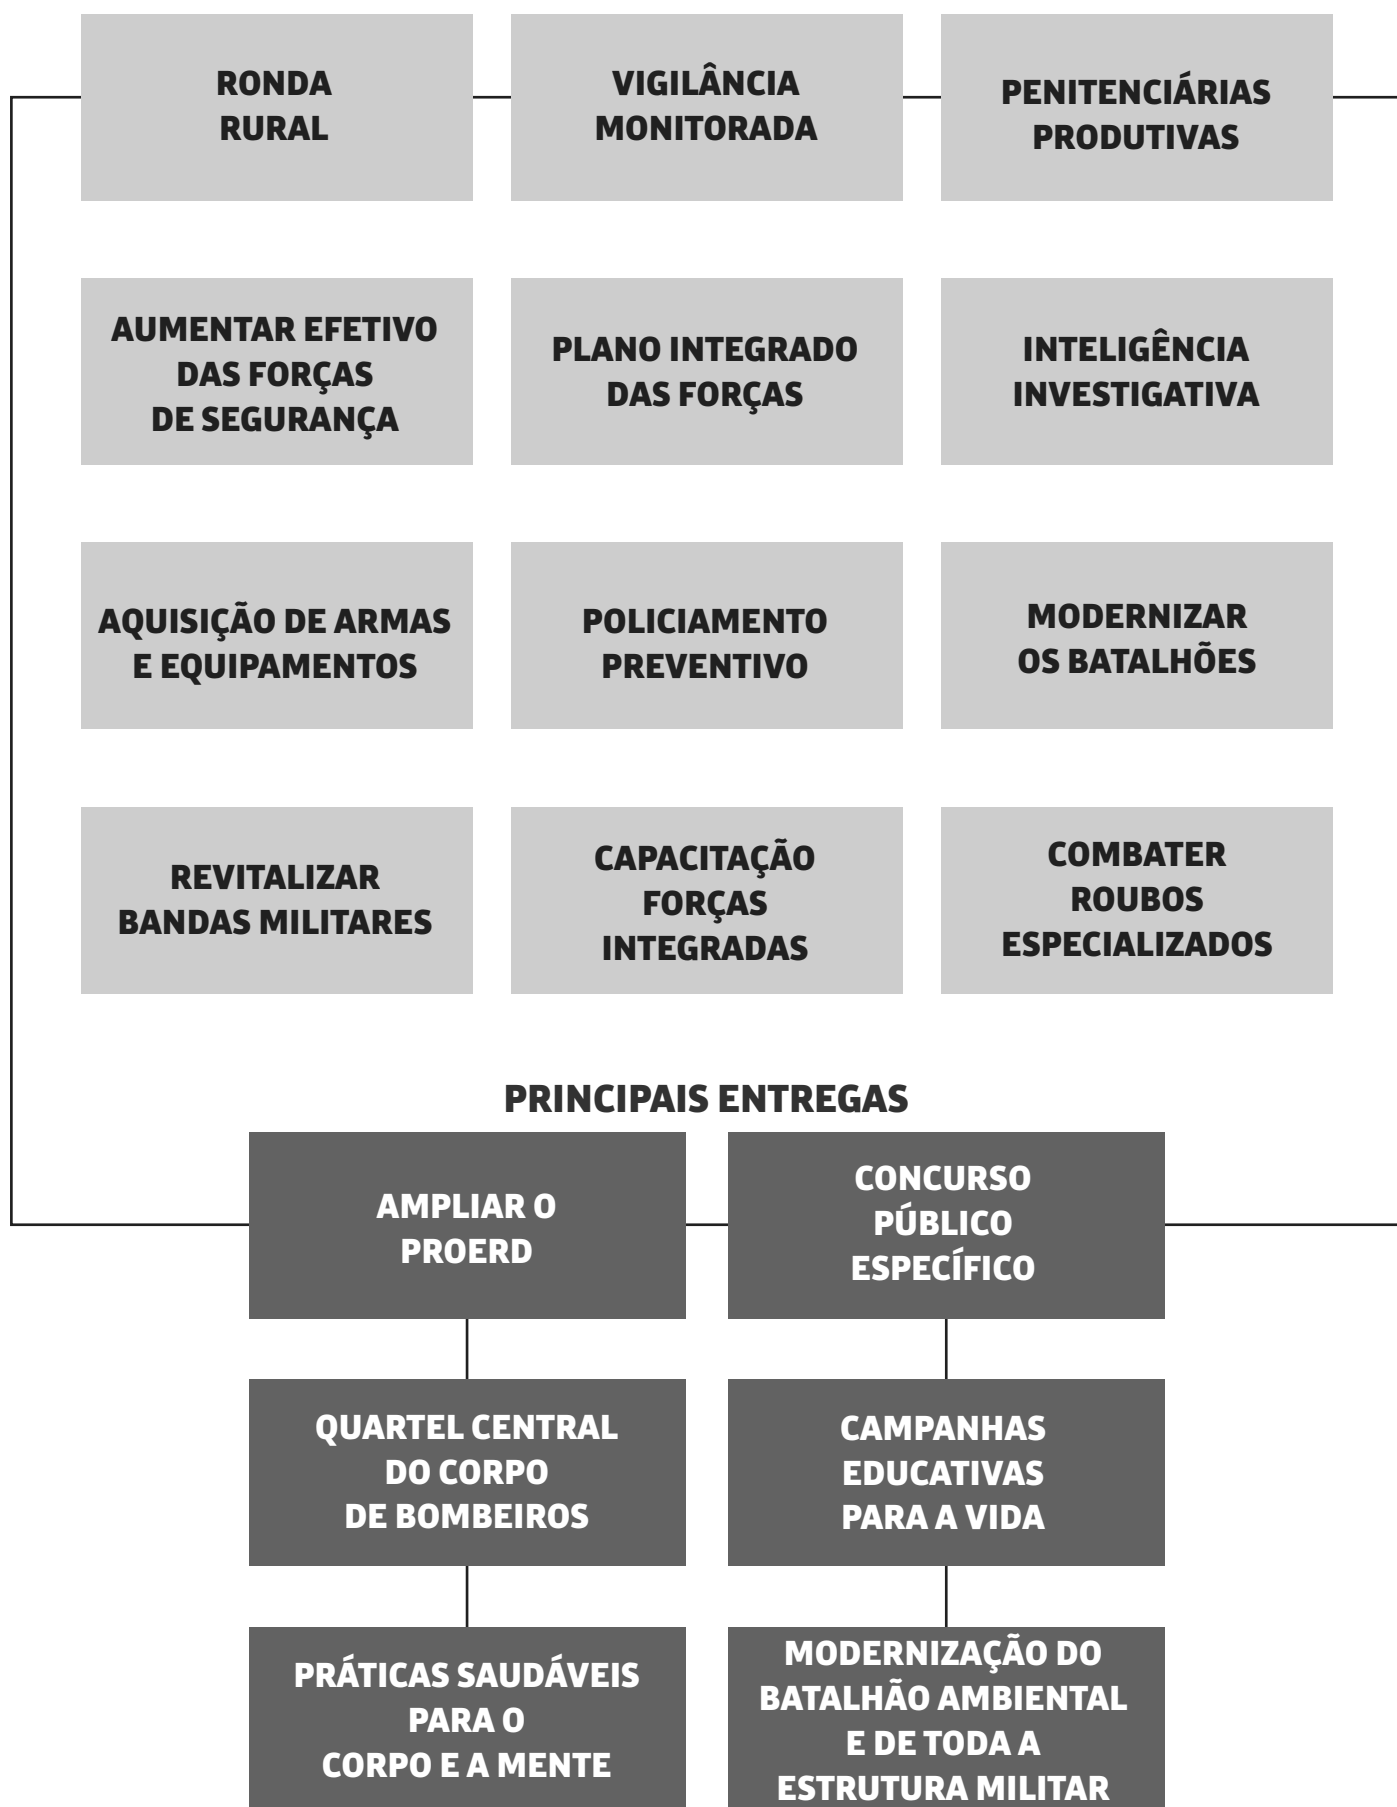 RONDA
RURAL
VIGILÂNCIA
MONITORADA
PENITENCIÁRIAS
PRODUTIVAS
AUMENTAR EFETIVO
DAS FORÇAS
DE SEGURANÇA
PLANO INTEGRADO
DAS FORÇAS
INTELIGÊNCIA
INVESTIGATIVA
AQUISIÇÃO DE ARMAS
E EQUIPAMENTOS
POLICIAMENTO
PREVENTIVO
MODERNIZAR
OS BATALHÕES
REVITALIZAR
BANDAS MILITARES
CAPACITAÇÃO
FORÇAS
INTEGRADAS
COMBATER
ROUBOS
ESPECIALIZADOS
PRINCIPAIS ENTREGAS
AMPLIAR O
PROERD
CONCURSO
PÚBLICO
ESPECÍFICO
QUARTEL CENTRAL
DO CORPO
DE BOMBEIROS
CAMPANHAS
EDUCATIVAS
PARA A VIDA
PRÁTICAS SAUDÁVEIS
PARA O
CORPO E A MENTE
MODERNIZAÇÃO DO
BATALHÃO AMBIENTAL
E DE TODA A
ESTRUTURA MILITAR